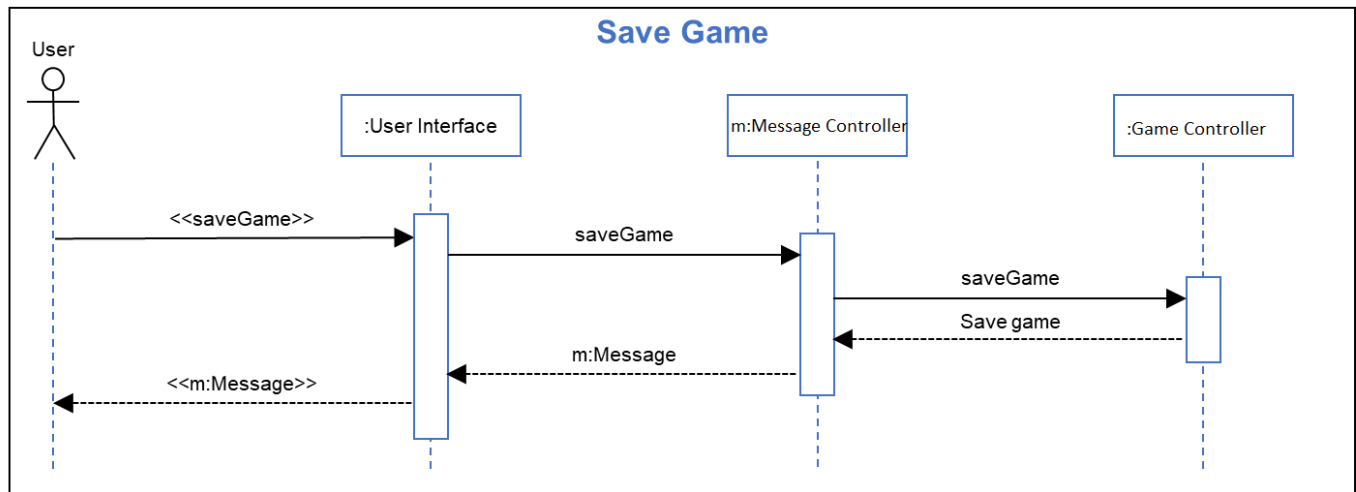 Save Game
User
:User Interface
m:Message Controller
:Game Controller
<<saveGame>>
saveGame
saveGame
Save game
m:Message
<<m:Message>>